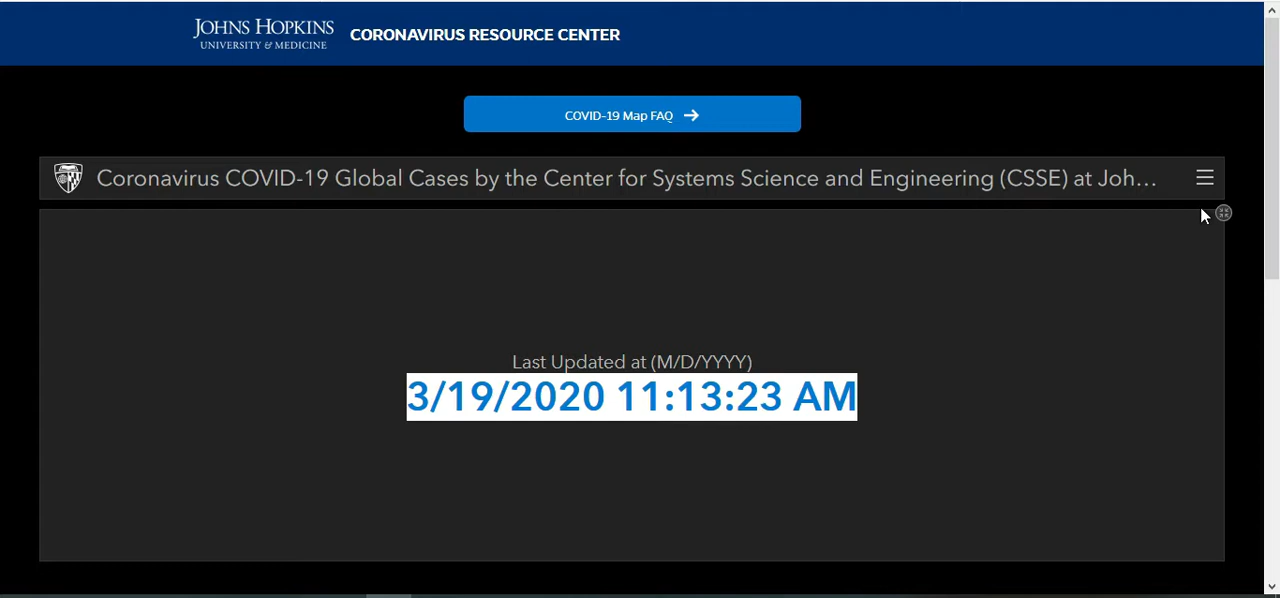 JOHNS HOPKINS
UNIVERSITY & MEDICINE
CORONAVIRUS RESOURCE CENTER
COVID-19 Map FAQ
Coronavirus COVID-19 Global Cases by the Center for Systems Science and Engineering (CSSE) at Joh...
Last Updated at (M/D/YYYY)
3/19/2020 11:13:23 AM